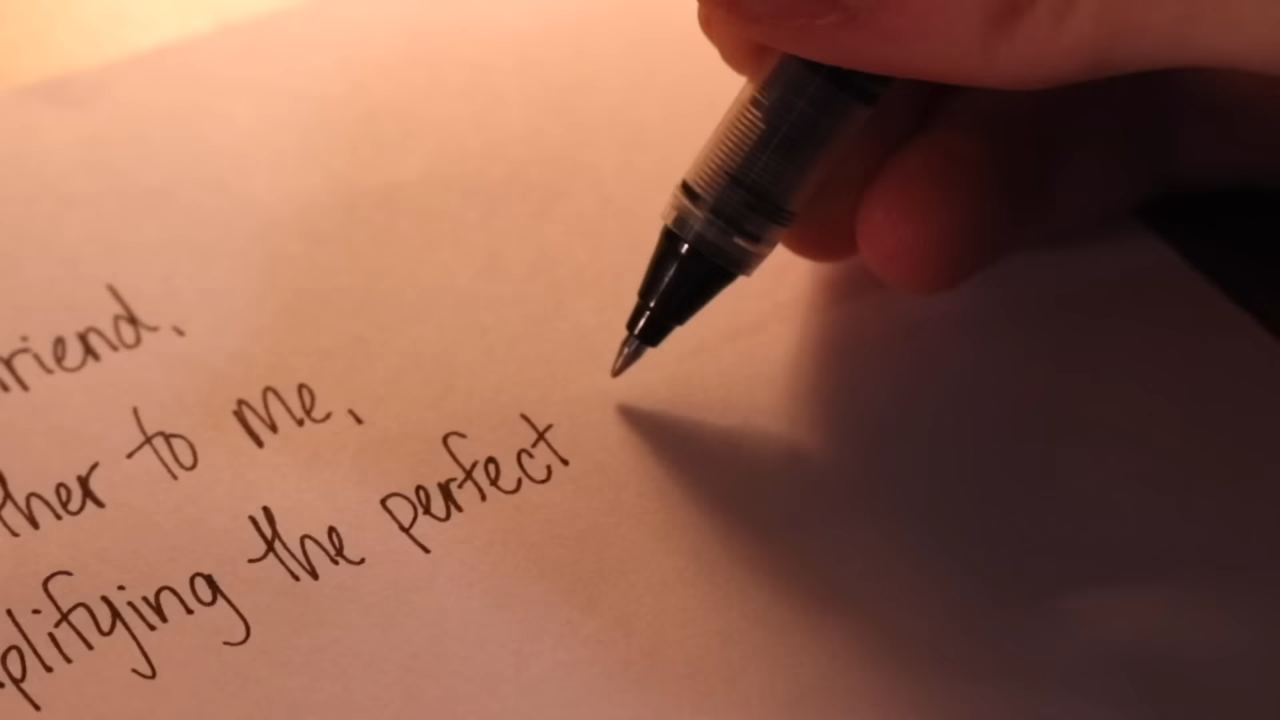 riend,
ther to me,
plifying the perfect